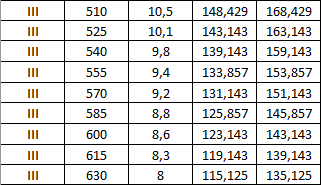 III 510 10,5 148,429 168,429
III 525 10,1 143,143 163,143
III 540 9,8 139,143 159,143
III 555 9,4 133,857 153,857
III 570 9,2 131,143 151,143
III 585 8,8 125,857 145,857
III 600 8,6 123,143 143,143
III 615 8,3 119,143 139,143
III 630 8 115,125 135,125